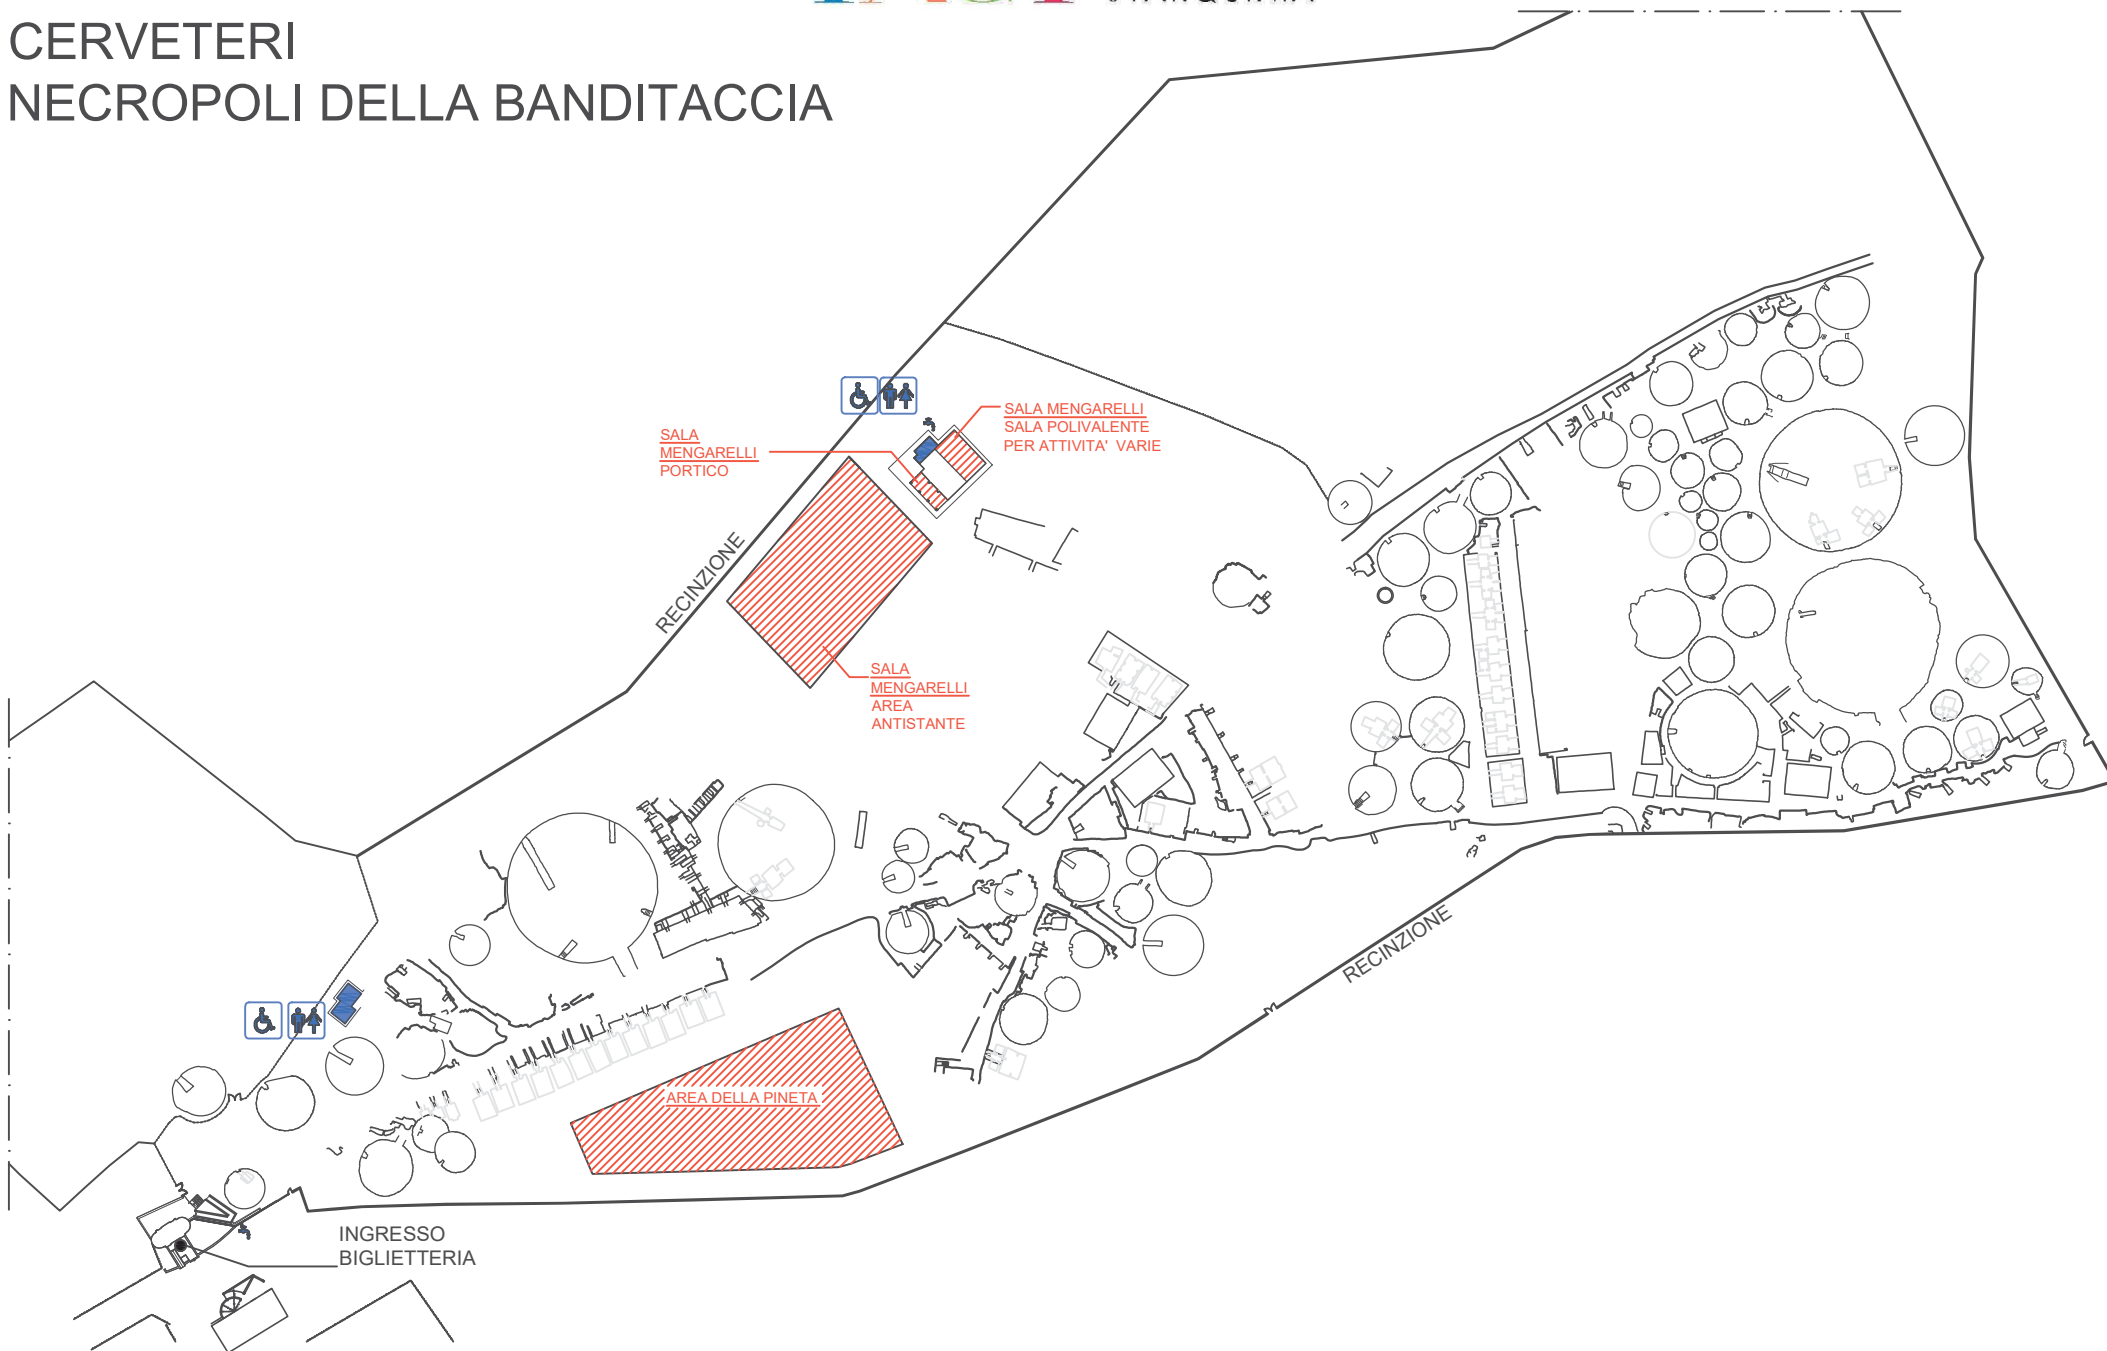 CERVETERI
NECROPOLI DELLA BANDITACCIA
SALA
MENGARELLI
PORTICO
SALA MENGARELLI
SALA POLIVALENTE
PER ATTIVITA' VARIE
RECINZIONE
SALA
MENGARELLI
AREA
ANTISTANTE
RECINZIONE
AREA DELLA PINETA
INGRESSO
BIGLIETTERIA